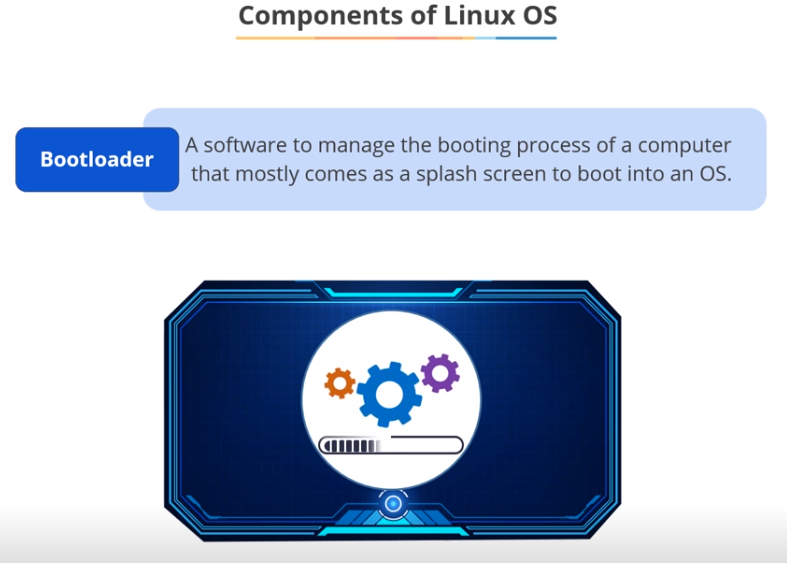 Components of Linux OS
Bootloader
A software to manage the booting process of a computer
that mostly comes as a splash screen to boot into an OS.